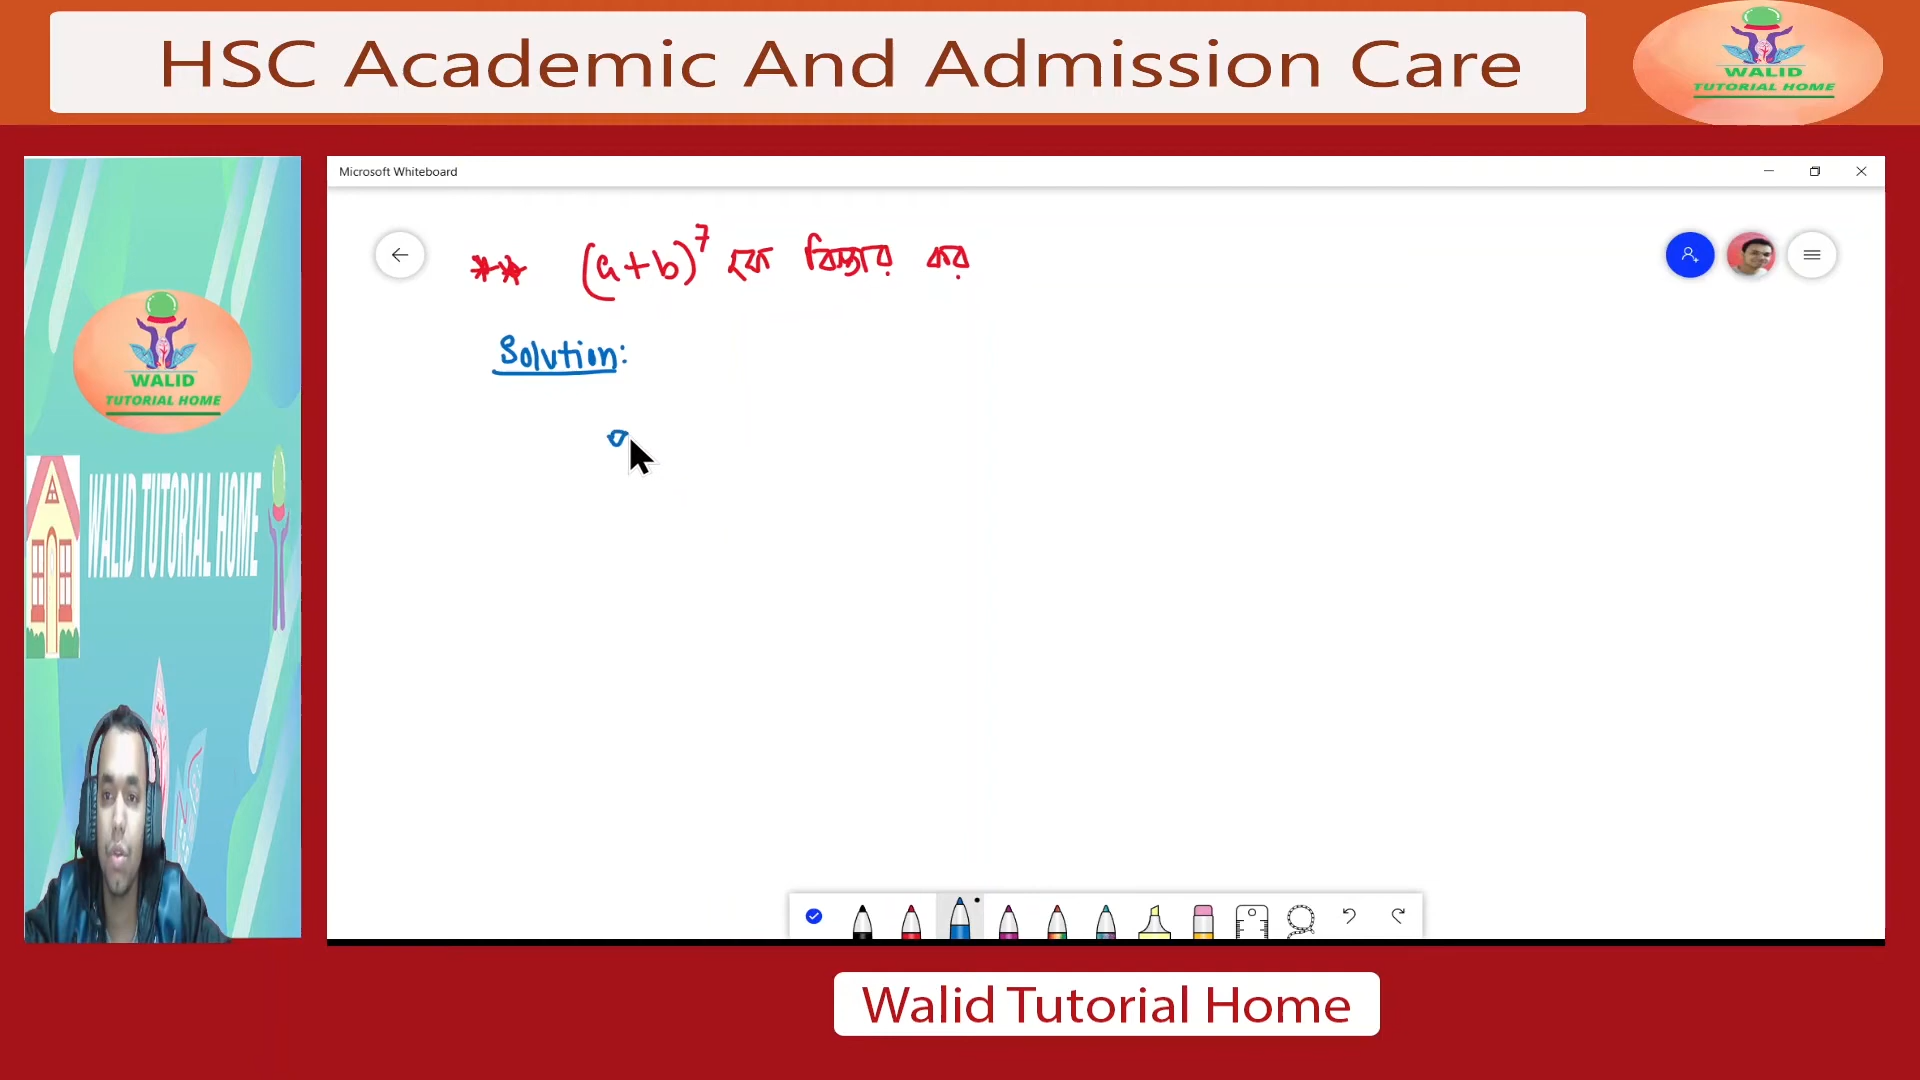 HSC Academic And Admission Care
WALID
TUTORIAL HOME
Microsoft Whiteboard
** (a+b)^7 কে বিস্তার কর
Solution:
WALID
TUTORIAL HOME
WALID TUTORIAL HOME
Walid Tutorial Home